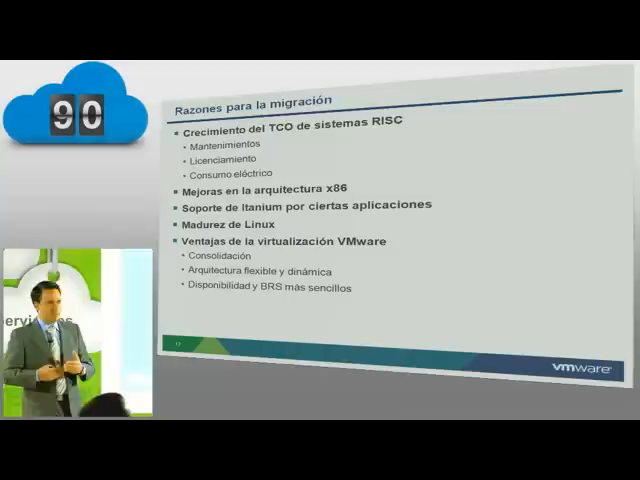 90
Razones para la migración
Crecimiento del TCO de sistemas RISC
Mantenimientos
Licenciamiento
Consumo eléctrico
Mejoras en la arquitectura x86
Soporte de Itanium por ciertas aplicaciones
Madurez de Linux
Ventajas de la virtualización VMware
Consolidación
Arquitectura flexible y dinámica
Disponibilidad y BRS más sencillos
17
vmware